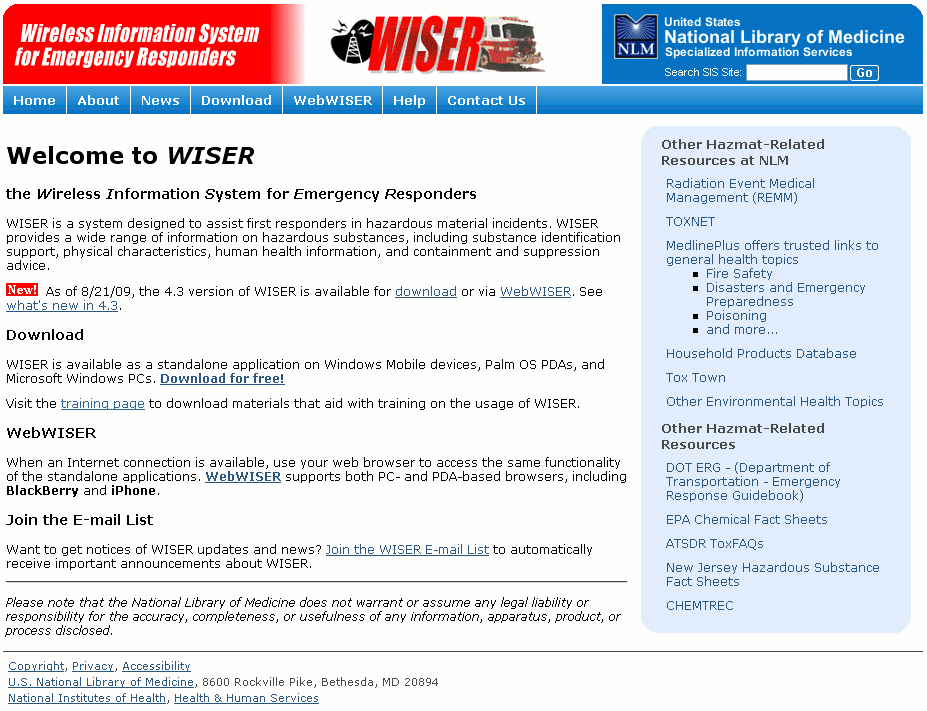 Wireless Information System
for Emergency Responders
WISER
NLM
United States
National Library of Medicine
Specialized Information Services
Search SIS Site:
Go
Home
About
News
Download
WebWISER
Help
Contact Us
Welcome to WISER
the Wireless Information System for Emergency Responders
WISER is a system designed to assist first responders in hazardous material incidents. WISER
provides a wide range of information on hazardous substances, including substance identification
support, physical characteristics, human health information, and containment and suppression
advice.
New! As of 8/21/09, the 4.3 version of WISER is available for download or via WebWISER. See
what's new in 4.3.
Download
WISER is available as a standalone application on Windows Mobile devices, Palm OS PDAs, and
Microsoft Windows PCs. Download for free!
Visit the training page to download materials that aid with training on the usage of WISER.
WebWISER
When an Internet connection is available, use your web browser to access the same functionality
of the standalone applications. WebWISER supports both PC- and PDA-based browsers, including
BlackBerry and iPhone.
Join the E-mail List
Want to get notices of WISER updates and news? Join the WISER E-mail List to automatically
receive important announcements about WISER.
Please note that the National Library of Medicine does not warrant or assume any legal liability or
responsibility for the accuracy, completeness, or usefulness of any information, apparatus, product, or
process disclosed.
Other Hazmat-Related
Resources at NLM
Radiation Event Medical
Management (REMM)
TOXNET
MedlinePlus offers trusted links to
general health topics
Fire Safety
Disasters and Emergency
Preparedness
Poisoning
and more...
Household Products Database
Tox Town
Other Environmental Health Topics
Other Hazmat-Related
Resources
DOT ERG - (Department of
Transportation - Emergency
Response Guidebook)
EPA Chemical Fact Sheets
ATSDR ToxFAQs
New Jersey Hazardous Substance
Fact Sheets
CHEMTREC
Copyright, Privacy, Accessibility
U.S. National Library of Medicine, 8600 Rockville Pike, Bethesda, MD 20894
National Institutes of Health, Health & Human Services